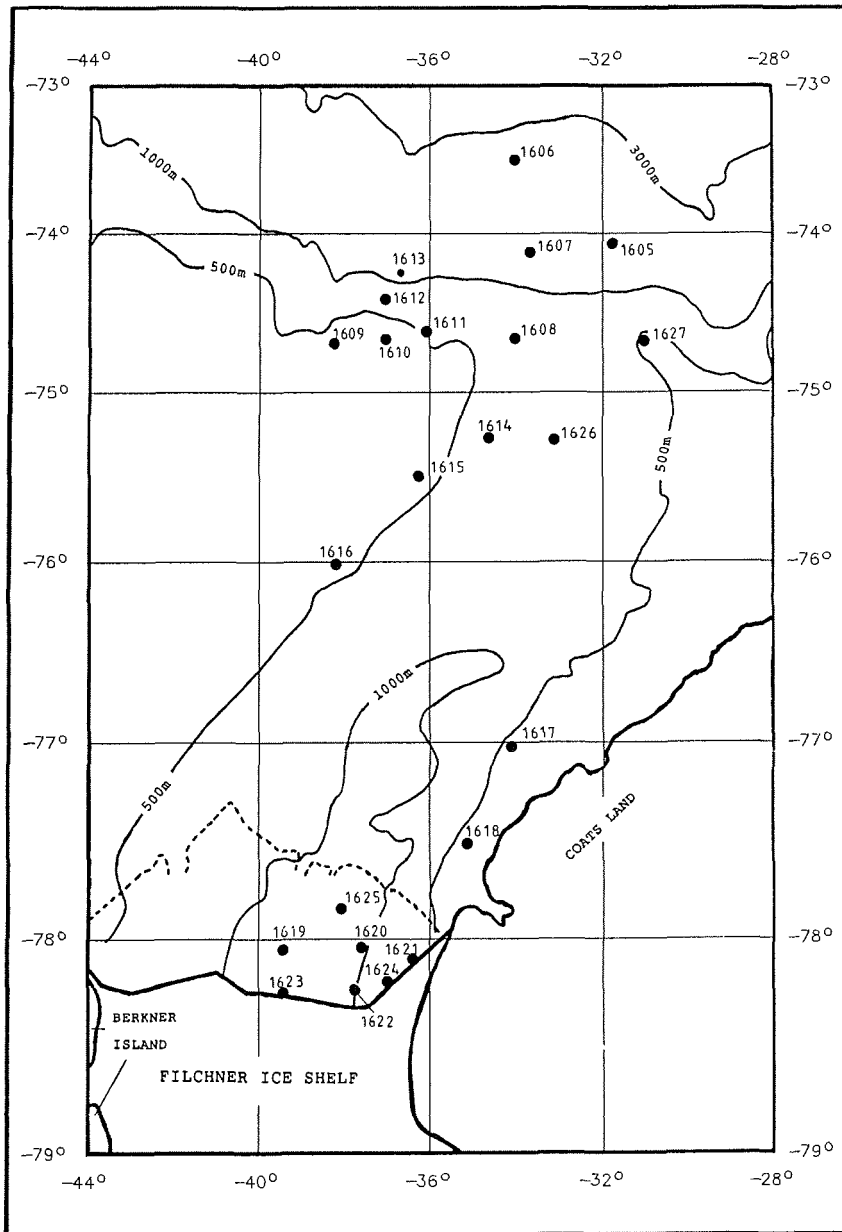 -44° -40° -36° -32° -28°
-73° -73°
1606
3000m
1000m
-74° -74°
1607
1605
1613
500m
1612
1611
1609
1610
1608
1627
-75° -75°
1614
1626
500m
1615
1616
-76° -76°
1000m
-77° -77°
1617
500m
COATS LAND
1618
1625
-78° -78°
1619
1620
1621
1624
1623
1622
BERKNER
ISLAND
FILCHNER ICE SHELF
-79° -79°
-44° -40° -36° -32° -28°